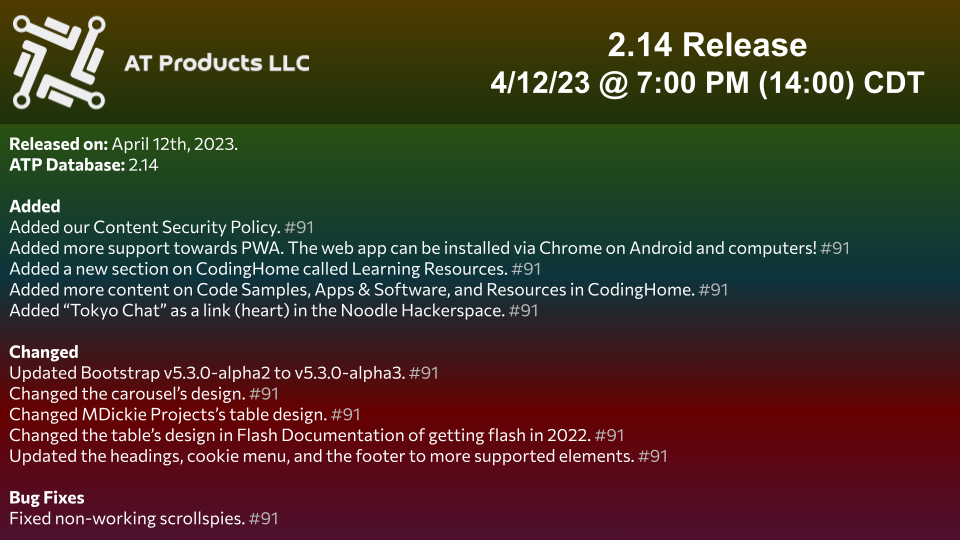 AT Products LLC
2.14 Release
4/12/23 @ 7:00 PM (14:00) CDT
Released on: April 12th, 2023.
ATP Database: 2.14
Added
Added our Content Security Policy. #91
Added more support towards PWA. The web app can be installed via Chrome on Android and computers! #91
Added a new section on CodingHome called Learning Resources. #91
Added more content on Code Samples, Apps & Software, and Resources in CodingHome. #91
Added “Tokyo Chat” as a link (heart) in the Noodle Hackerspace. #91
Changed
Updated Bootstrap v5.3.0-alpha2 to v5.3.0-alpha3. #91
Changed the carousel’s design. #91
Changed MDickie Projects’s table design. #91
Changed the table’s design in Flash Documentation of getting flash in 2022. #91
Updated the headings, cookie menu, and the footer to more supported elements. #91
Bug Fixes
Fixed non-working scrollspies. #91